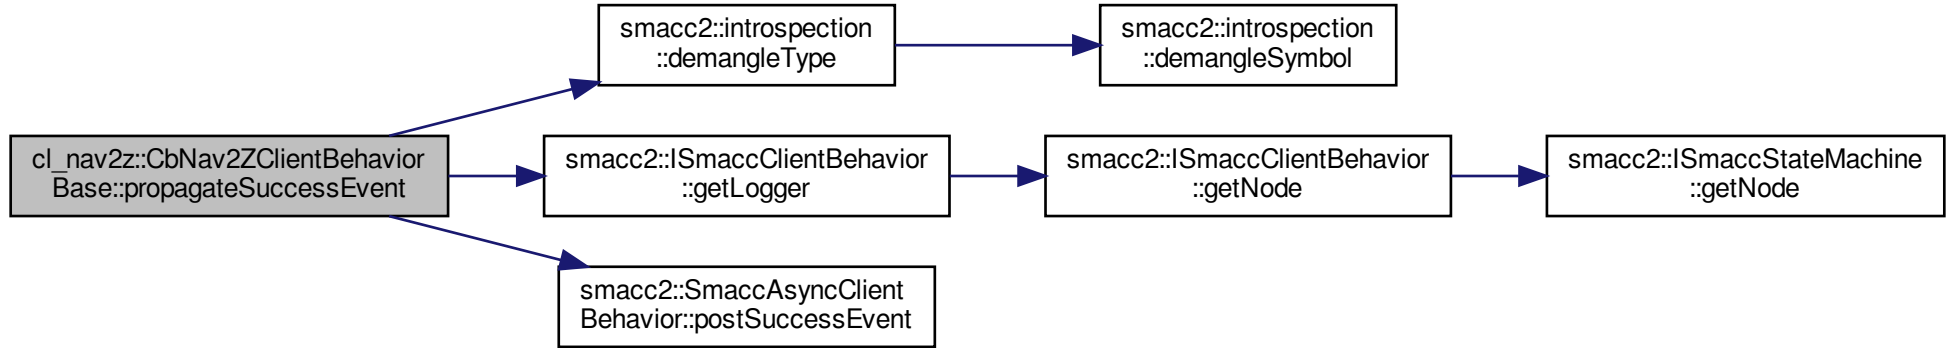 smacc2::introspection
::demangleType
smacc2::introspection
::demangleSymbol
cl_nav2z::CbNav2ZClientBehavior
Base::propagateSuccessEvent
smacc2::ISmaccClientBehavior
::getLogger
smacc2::ISmaccClientBehavior
::getNode
smacc2::ISmaccStateMachine
::getNode
smacc2::SmaccAsyncClient
Behavior::postSuccessEvent